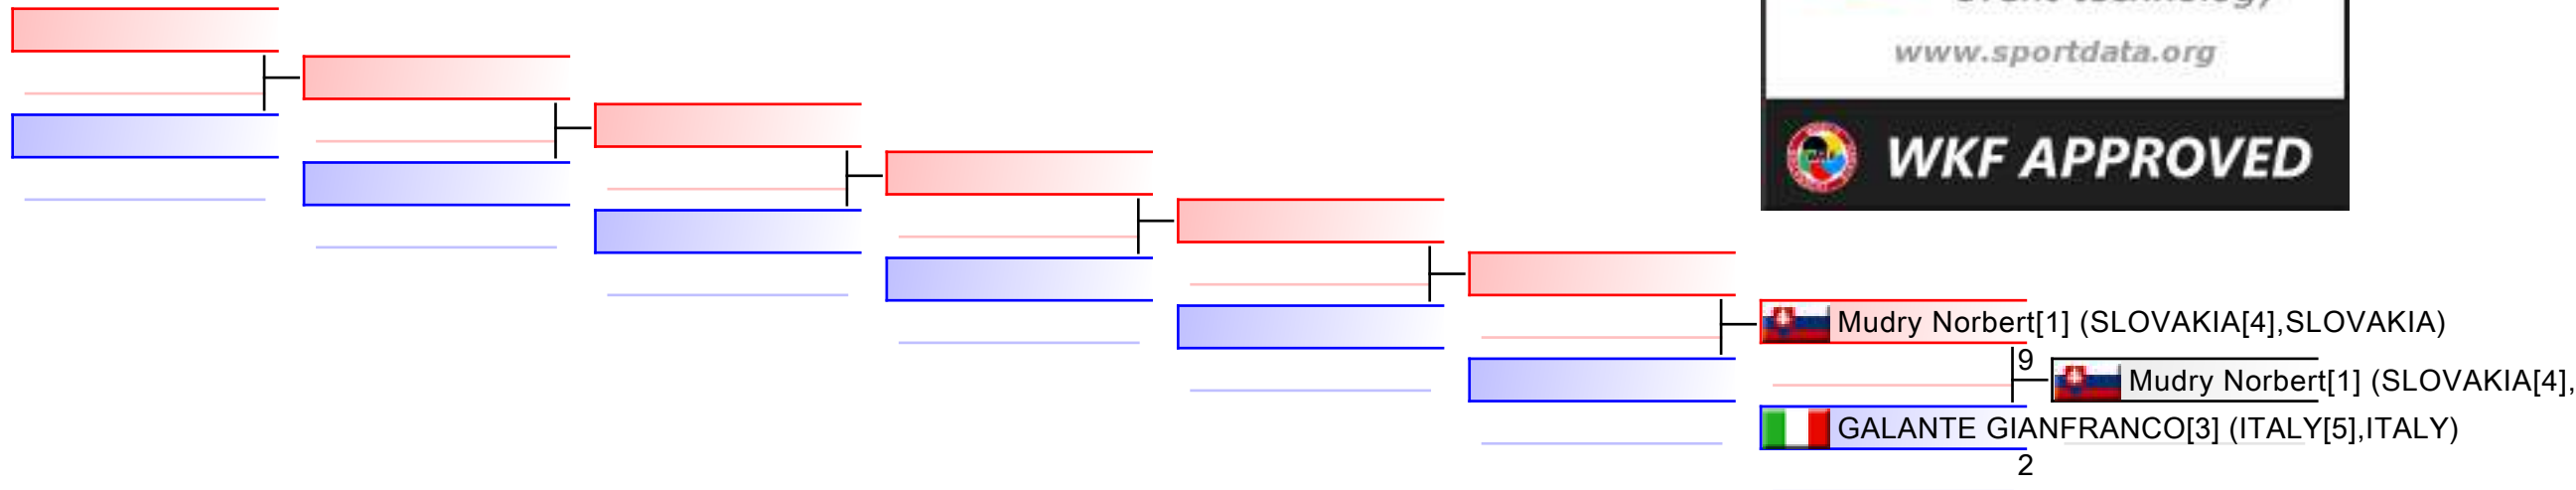 www.sportdata.org
WKF APPROVED
Mudry Norbert[1] (SLOVAKIA[4],SLOVAKIA)
9
Mudry Norbert[1] (SLOVAKIA[4],
GALANTE GIANFRANCO[3] (ITALY[5],ITALY)
2